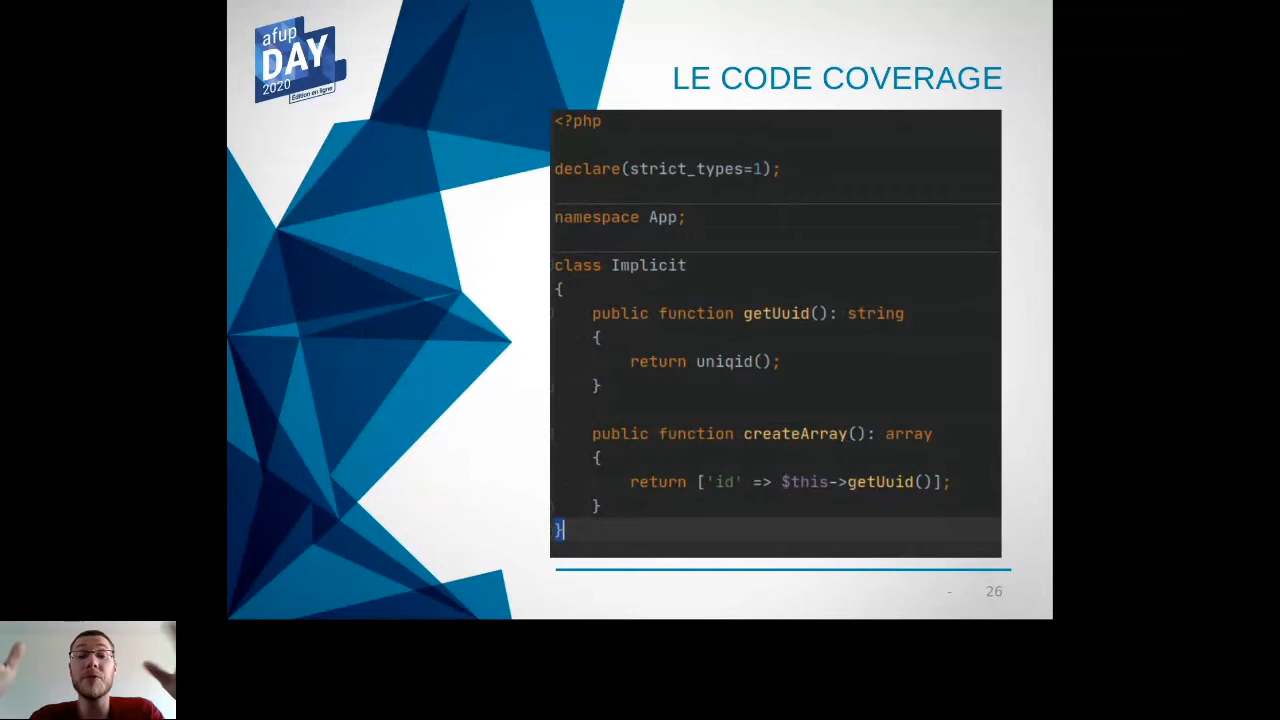 afup
DAY
2020
Édition en ligne
LE CODE COVERAGE
<?php
declare(strict_types=1);
namespace App;
class Implicit
{
public function getUuid(): string
{
return uniqid();
}
public function createArray(): array
{
return ['id' => $this->getUuid()];
}
}
- 26